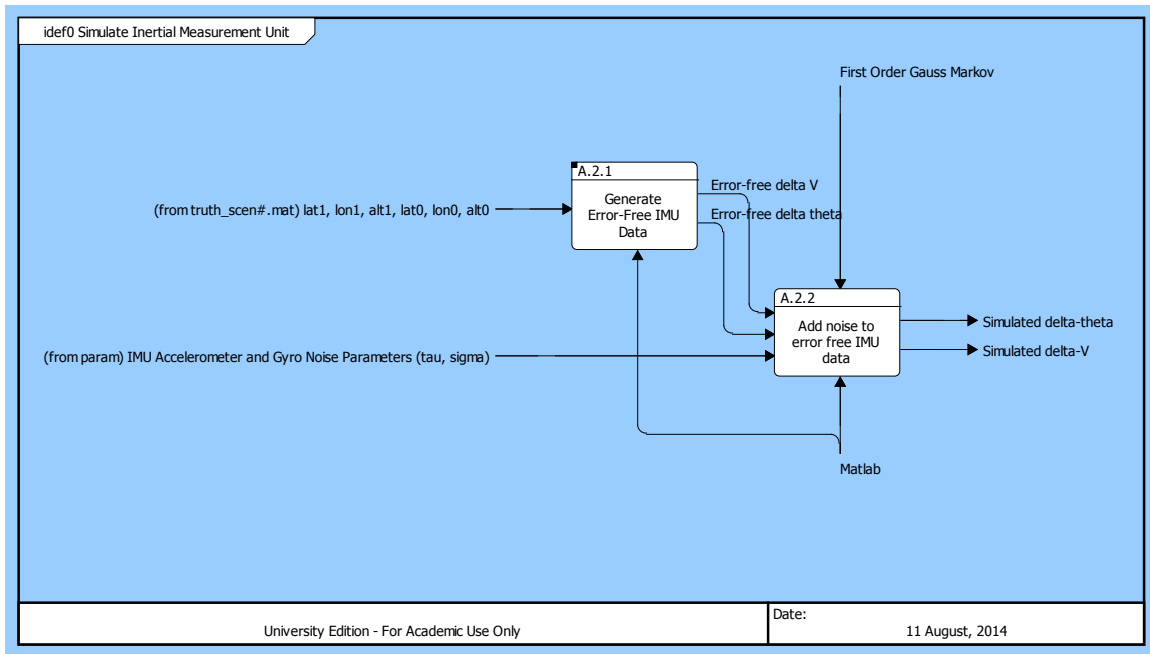 idef0 Simulate Inertial Measurement Unit
First Order Gauss Markov
A.2.1
Generate
Error-Free IMU
Data
Error-free delta V
(from truth_scen#.mat) lat1, lon1, alt1, lat0, lon0, alt0
Error-free delta theta
A.2.2
Add noise to
error free IMU
data
Simulated delta-theta
Simulated delta-V
(from param) IMU Accelerometer and Gyro Noise Parameters (tau, sigma)
Matlab
University Edition - For Academic Use Only
Date:
11 August, 2014